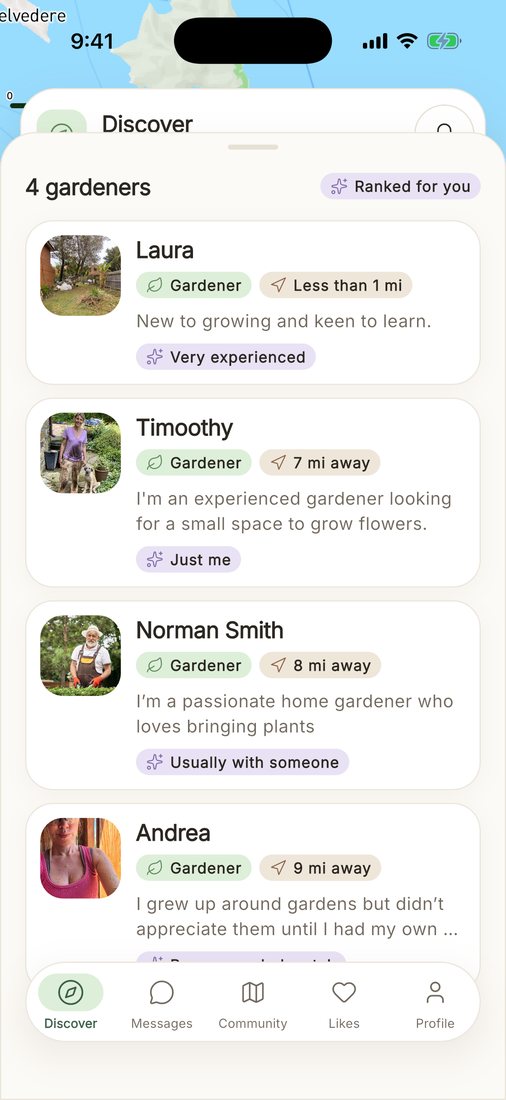 elvedere
9:41
0
Discover
4 gardeners
Ranked for you
Laura
Gardener
Less than 1 mi
New to growing and keen to learn.
Very experienced
Timoothy
Gardener
7 mi away
I'm an experienced gardener looking
for a small space to grow flowers.
Just me
Norman Smith
Gardener
8 mi away
I’m a passionate home gardener who
loves bringing plants
Usually with someone
Andrea
Gardener
9 mi away
I grew up around gardens but didn’t
appreciate them until I had my own ...
Discover
Messages
Community
Likes
Profile